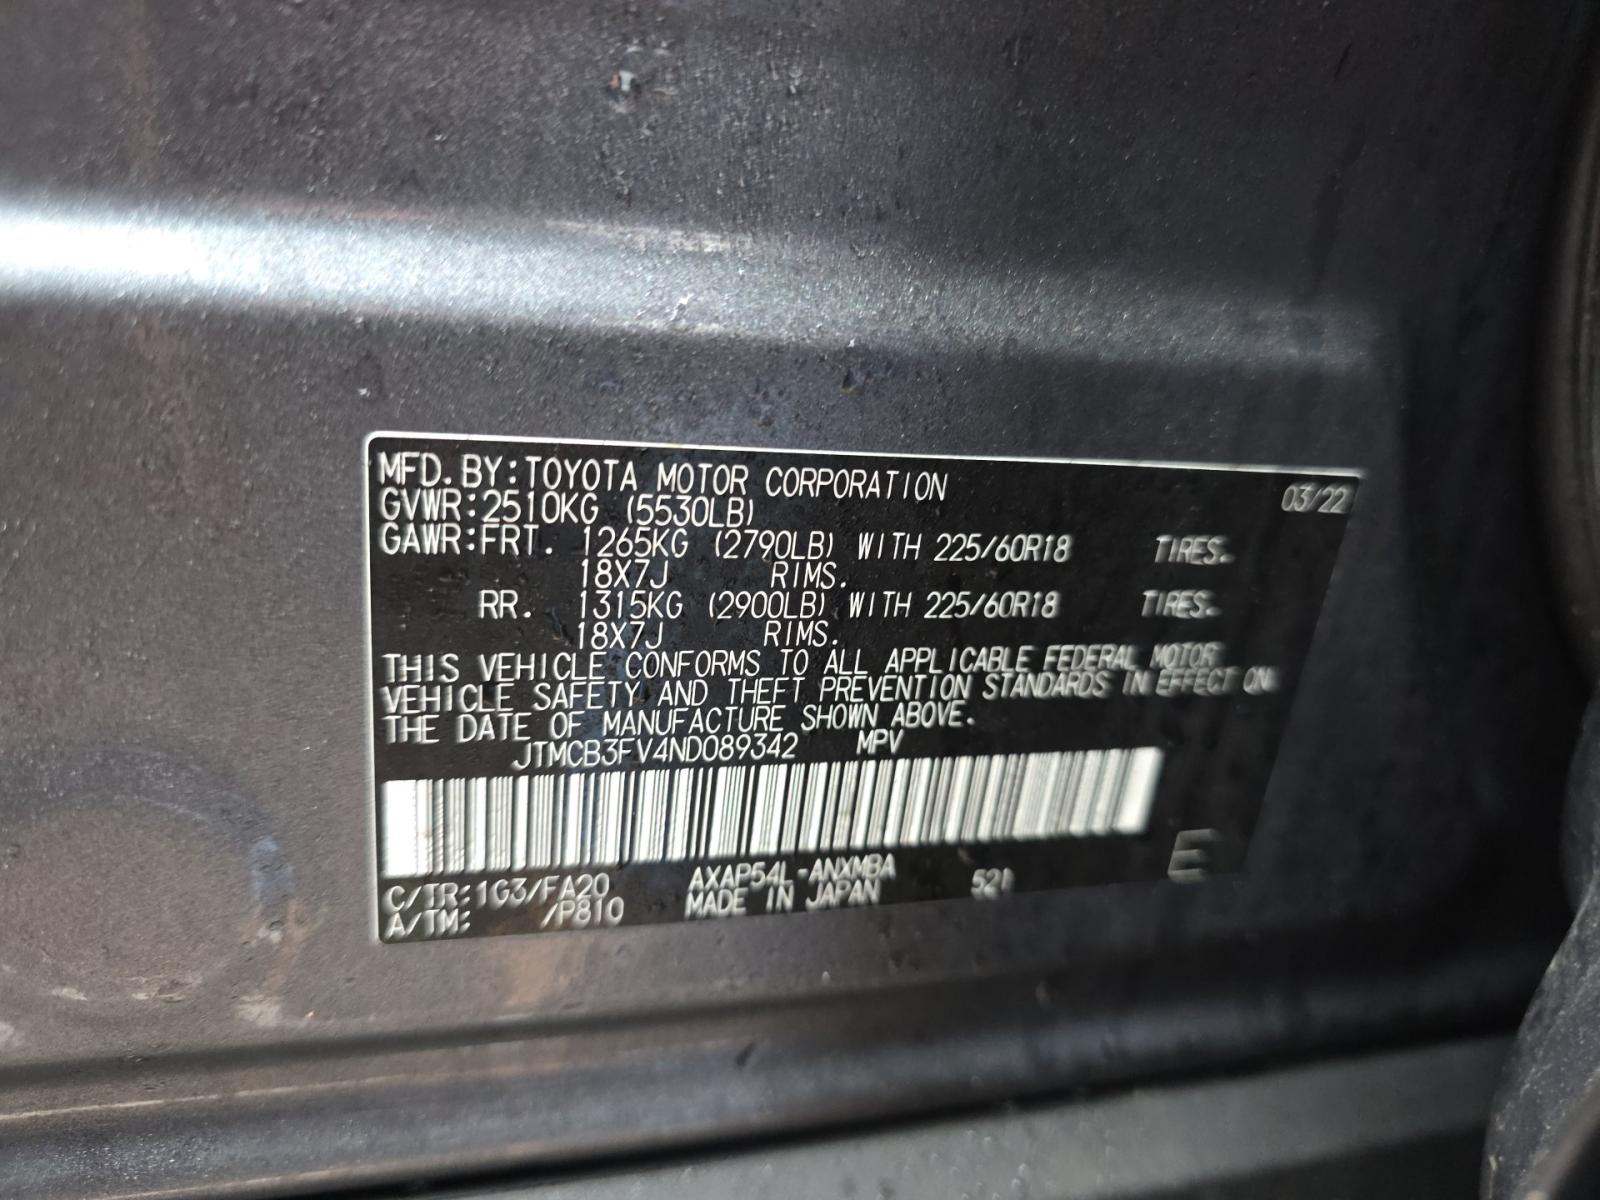 MFD.BY:TOYOTA MOTOR CORPORATION 03/22
GVWR:2510KG (5530LB)
GAWR:FRT. 1265KG (2790LB) WITH 225/60R18 TIRES.
18X7J RIMS.
RR. 1315KG (2900LB) WITH 225/60R18 TIRES.
18X7J RIMS.
THIS VEHICLE CONFORMS TO ALL APPLICABLE FEDERAL MOTOR
VEHICLE SAFETY AND THEFT PREVENTION STANDARDS IN EFFECT ON
THE DATE OF MANUFACTURE SHOWN ABOVE.
JTMCB3FV4ND089342 MPV
C/TR:1G3/FA20 AXAP54L-ANXMBA 521 E
A/TM: /P810 MADE IN JAPAN